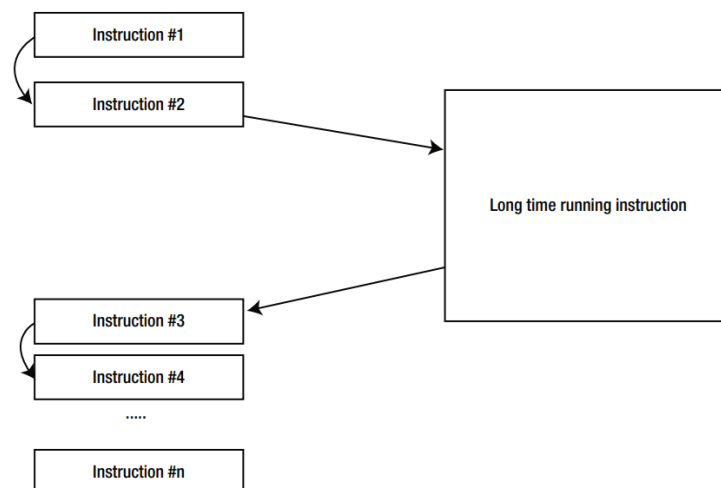 Instruction #1
Instruction #2
Long time running instruction
Instruction #3
Instruction #4
.....
Instruction #n